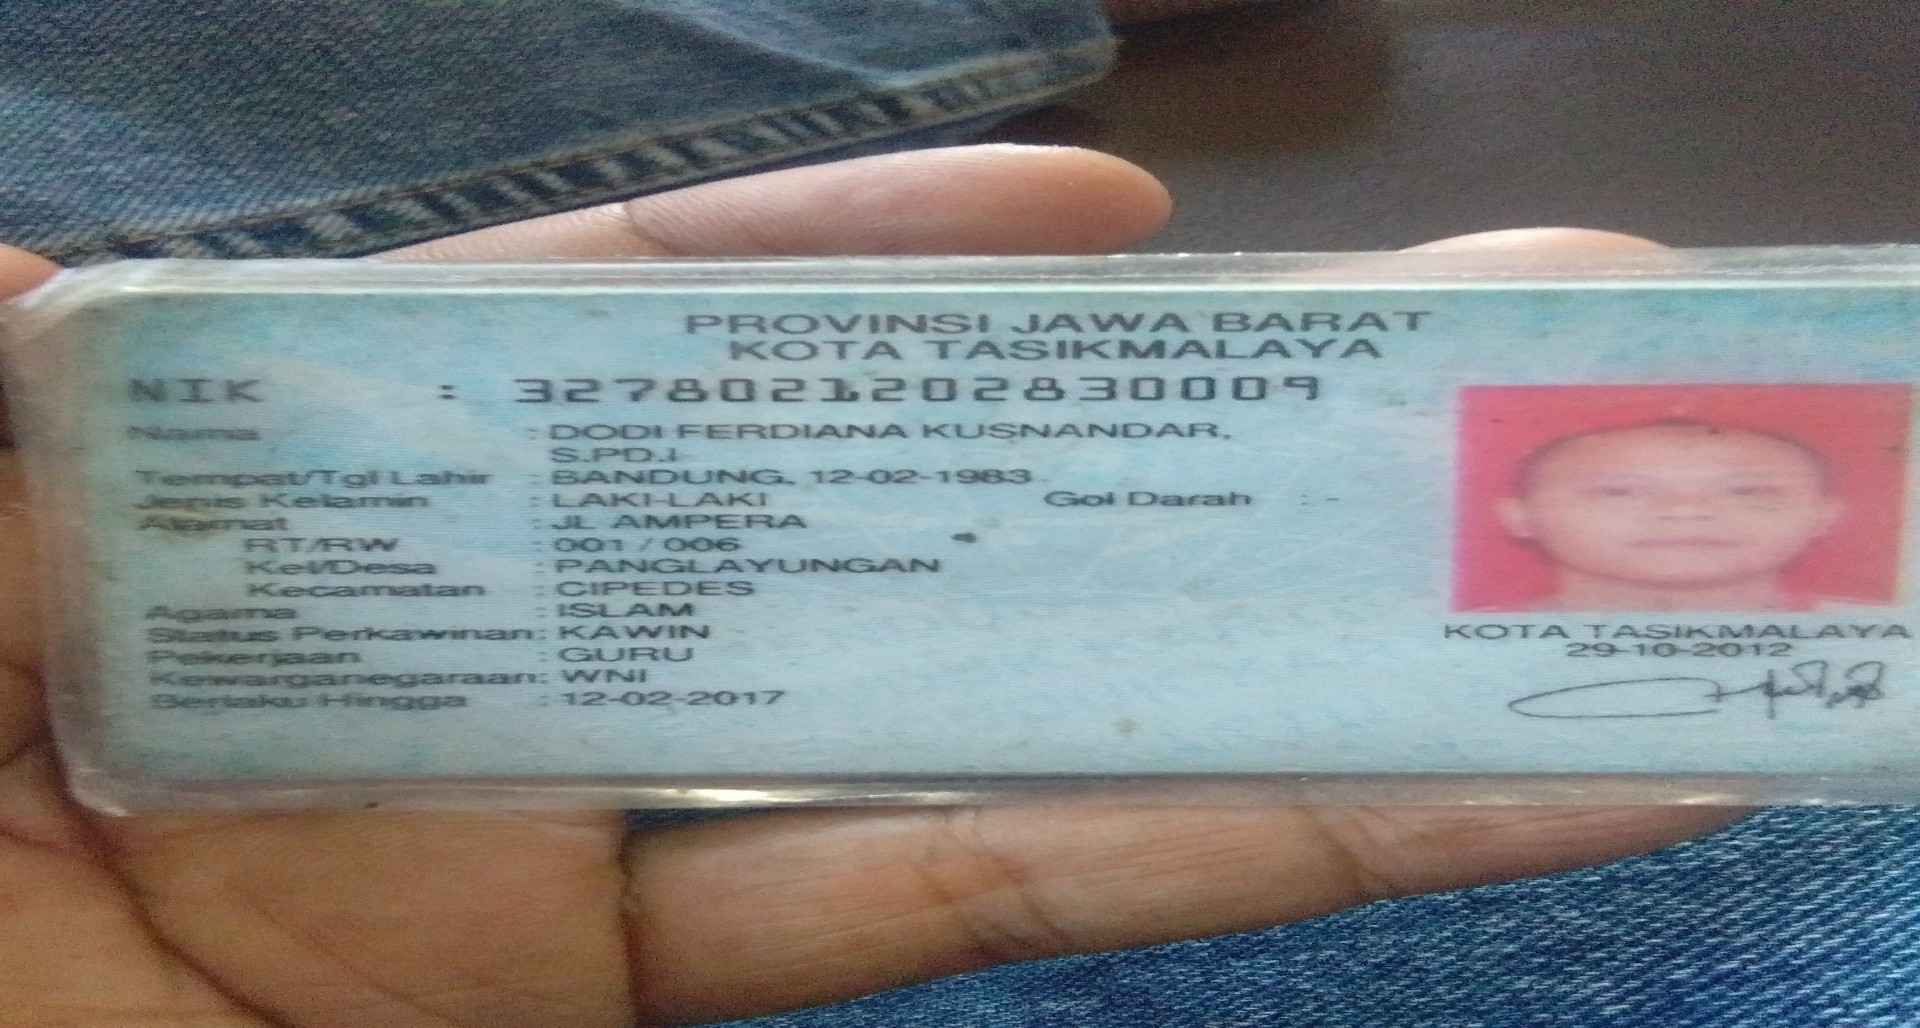 PROVINSI JAWA BARAT
KOTA TASIKMALAYA
NIK : 3278021202830009
Nama : DODI FERDIANA KUSNANDAR,
S.PD.I
Tempat/Tgl Lahir : BANDUNG, 12-02-1983
Jenis Kelamin : LAKI-LAKI Gol Darah : -
Alamat : JL AMPERA
RT/RW : 001 / 006
Kel/Desa : PANGLAYUNGAN
Kecamatan : CIPEDES
Agama : ISLAM
Status Perkawinan: KAWIN
Pekerjaan : GURU
Kewarganegaraan: WNI
Berlaku Hingga : 12-02-2017
KOTA TASIKMALAYA
29-10-2012